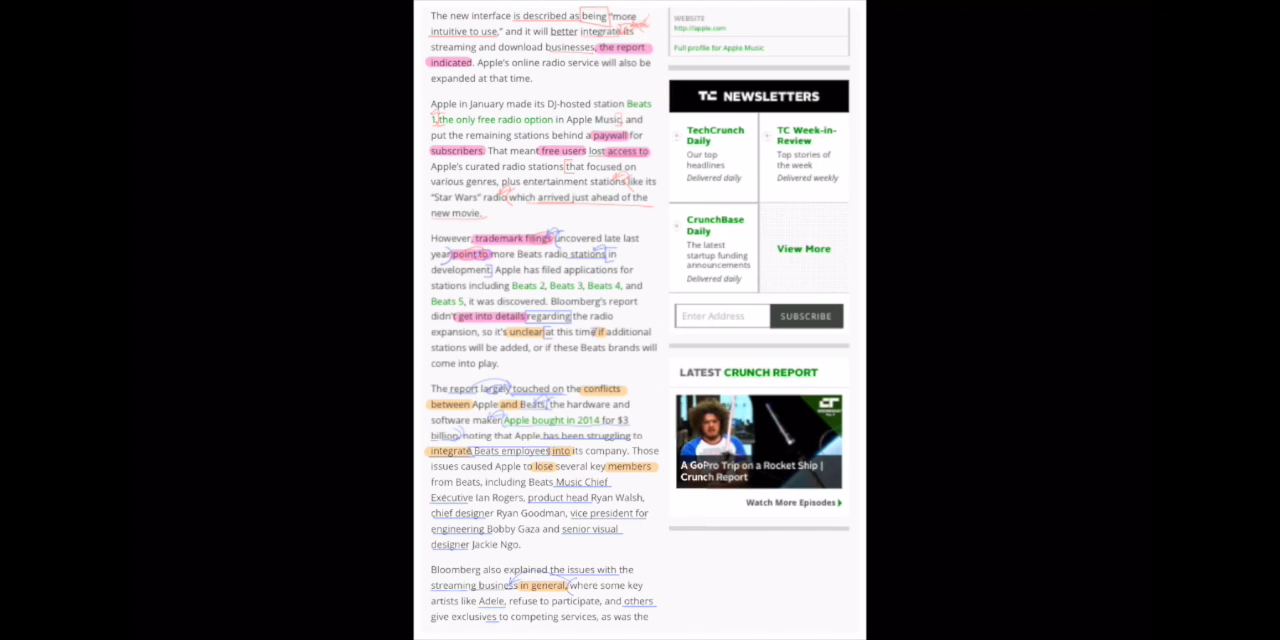 The new interface is described as being "more
intuitive to use," and it will better integrate its
streaming and download businesses, the report
indicated. Apple's online radio service will also be
expanded at that time.
Apple in January made its DJ-hosted station Beats
1, the only free radio option in Apple Music, and
put the remaining stations behind a paywall for
subscribers. That meant free users lost access to
Apple's curated radio stations that focused on
various genres, plus entertainment stations like its
"Star Wars" radio which arrived just ahead of the
new movie.
However, trademark filings uncovered late last
year point to more Beats radio stations in
development. Apple has filed applications for
stations including Beats 2, Beats 3, Beats 4, and
Beats 5, it was discovered. Bloomberg's report
didn't get into details regarding the radio
expansion, so it's unclear at this time if additional
stations will be added, or if these Beats brands will
come into play.
The report largely touched on the conflicts
between Apple and Beats, the hardware and
software maker Apple bought in 2014 for $3
billion, noting that Apple has been struggling to
integrate Beats employees into its company. Those
issues caused Apple to lose several key members
from Beats, including Beats Music Chief
Executive Ian Rogers, product head Ryan Walsh,
chief designer Ryan Goodman, vice president for
engineering Bobby Gaza and senior visual
designer Jackie Ngo.
Bloomberg also explained the issues with the
streaming business in general, where some key
artists like Adele, refuse to participate, and others
give exclusives to competing services, as was the
WEBSITE
http://apple.com
Full profile for Apple Music
TC NEWSLETTERS
TechCrunch
Daily
Our top
headlines
Delivered daily
TC Week-in-
Review
Top stories of
the week
Delivered weekly
CrunchBase
Daily
The latest
startup funding
announcements
Delivered daily
View More
Enter Address
SUBSCRIBE
LATEST CRUNCH REPORT
A GoPro Trip on a Rocket Ship |
Crunch Report
Watch More Episodes